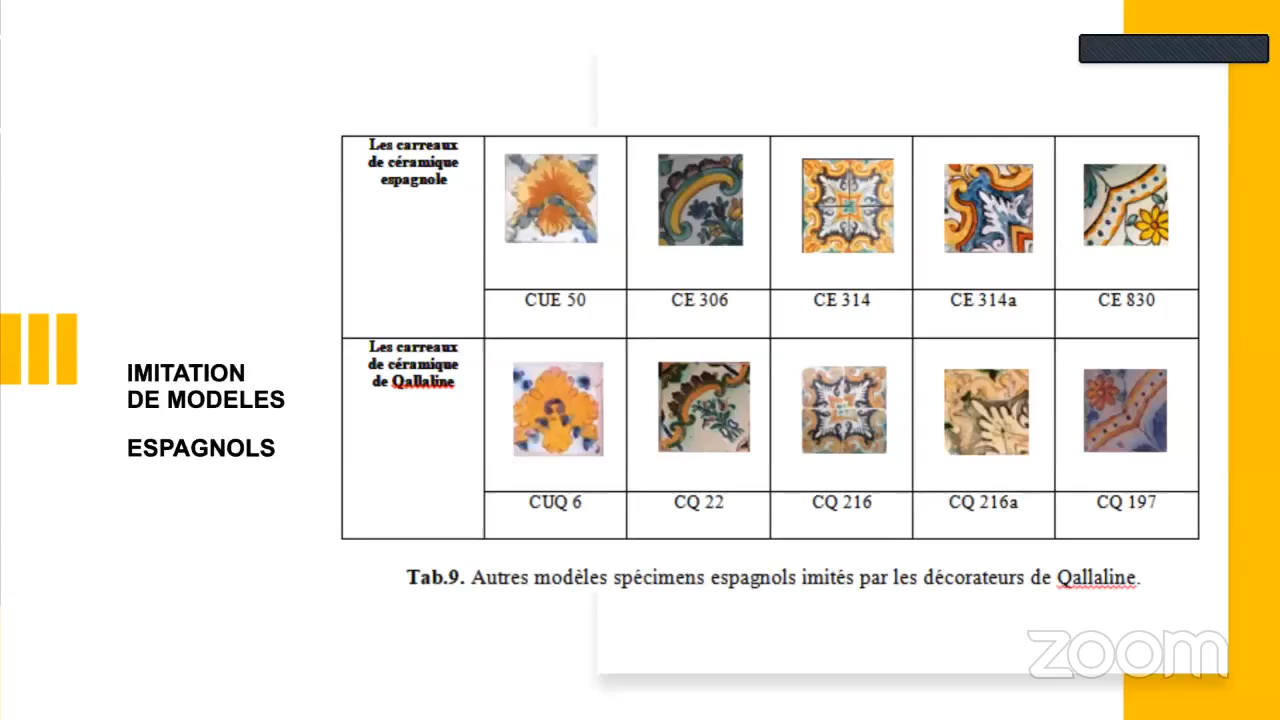 IMITATION
DE MODELES
ESPAGNOLS
Les carreaux
de céramique
espagnole
CUE 50
CE 306
CE 314
CE 314a
CE 830
Les carreaux
de céramique
de Qallaline
CUQ 6
CQ 22
CQ 216
CQ 216a
CQ 197
Tab.9. Autres modèles spécimens espagnols imités par les décorateurs de Qallaline.
zoom